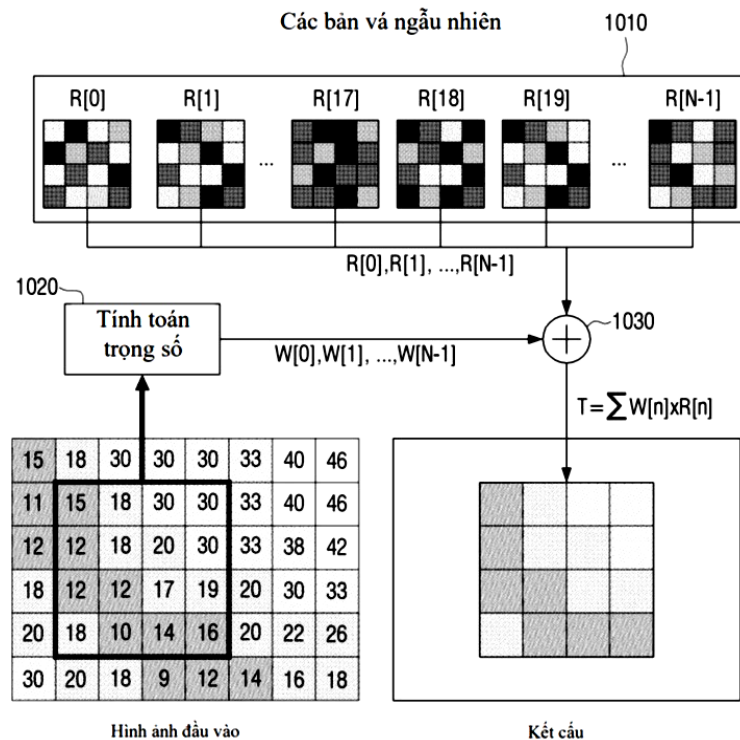 Các bản vá ngẫu nhiên
1010
R[0] R[1] R[17] R[18] R[19] R[N-1]
... ...
R[0],R[1], ...,R[N-1]
1020
Tính toán
trọng số
W[0],W[1], ...,W[N-1]
1030
+
T=∑W[n]xR[n]
15 18 30 30 30 33 40 46
11 15 18 30 30 33 40 46
12 12 18 20 30 33 38 42
18 12 12 17 19 20 30 33
20 18 10 14 16 20 22 26
30 20 18 9 12 14 16 18
Hình ảnh đầu vào
Kết cấu